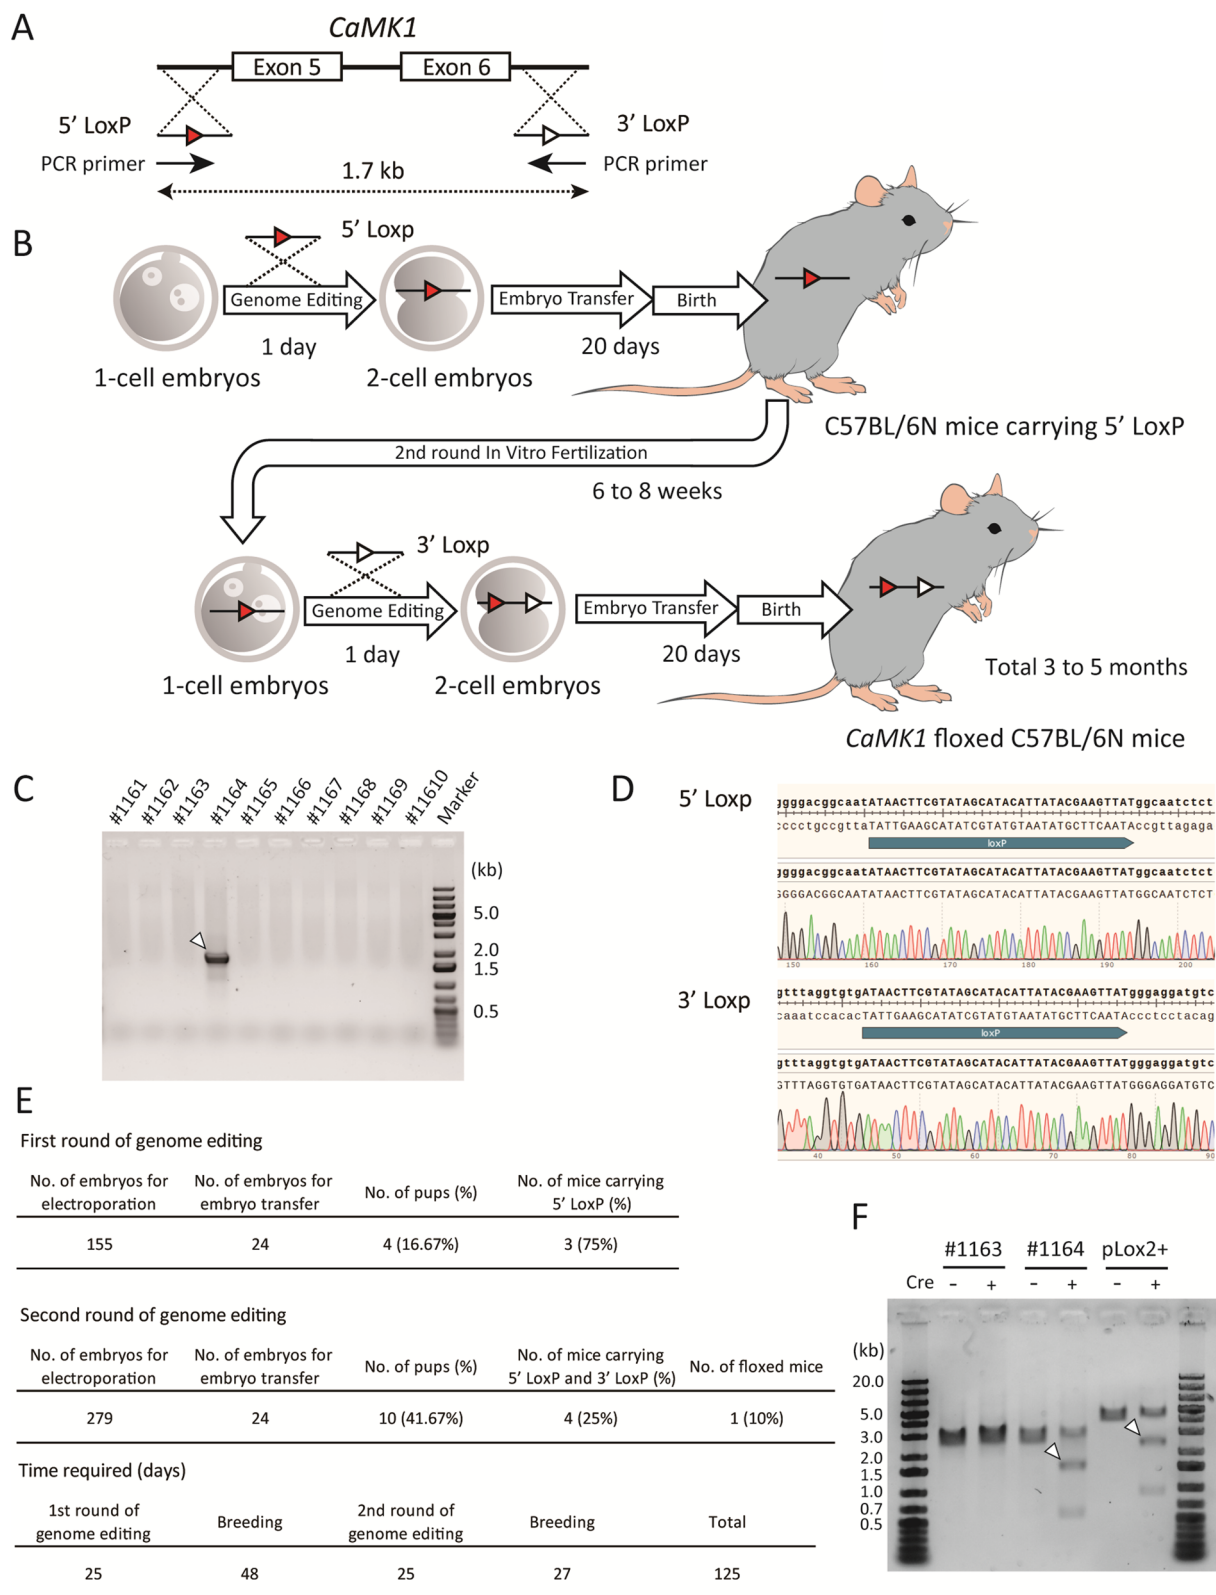 A
CaMK1
Exon 5
Exon 6
5’ LoxP
3’ LoxP
PCR primer
PCR primer
1.7 kb
B
5’ Loxp
Genome Editing
Embryo Transfer
Birth
1 day
20 days
1-cell embryos
2-cell embryos
C57BL/6N mice carrying 5’ LoxP
2nd round In Vitro Fertilization
6 to 8 weeks
3’ Loxp
Genome Editing
Embryo Transfer
Birth
1 day
20 days
1-cell embryos
2-cell embryos
Total 3 to 5 months
CaMK1 floxed C57BL/6N mice
C
#1161
#1162
#1163
#1164
#1165
#1166
#1167
#1168
#1169
#11610
Marker
(kb)
5.0
2.0
1.5
0.5
D
5’ Loxp
ggggacggcaatATAACTTCGTATAGCATACATTATACGAAGTTATggcaatctct
cccctgccgttaTATTGAAGCATATCGTATGTAATATGCTTCAATAccgttagaga
loxP
ggggacggcaatATAACTTCGTATAGCATACATTATACGAAGTTATggcaatctct
GGGGACGGCAATATAACTTCGTATAGCATACATTATACGAAGTTATGGCAATCTCT
150 160 170 180 190 200
3’ Loxp
gtttaggtgtgATAACTTCGTATAGCATACATTATACGAAGTTATgggaggatgtc
caaatccacacTATTGAAGCATATCGTATGTAATATGCTTCAATAccctcctacag
loxP
gtttaggtgtgATAACTTCGTATAGCATACATTATACGAAGTTATgggaggatgtc
GTTTAGGTGTGATAACTTCGTATAGCATACATTATACGAAGTTATGGGAGGATGTC
40 50 60 70 80 90
E
First round of genome editing
No. of embryos for electroporation
No. of embryos for embryo transfer
No. of pups (%)
No. of mice carrying 5’ LoxP (%)
155
24
4 (16.67%)
3 (75%)
Second round of genome editing
No. of embryos for electroporation
No. of embryos for embryo transfer
No. of pups (%)
No. of mice carrying 5’ LoxP and 3’ LoxP (%)
No. of floxed mice
279
24
10 (41.67%)
4 (25%)
1 (10%)
Time required (days)
1st round of genome editing
Breeding
2nd round of genome editing
Breeding
Total
25
48
25
27
125
F
#1163
#1164
pLox2+
Cre - + - + - +
(kb)
20.0
5.0
3.0
2.0
1.5
1.0
0.7
0.5